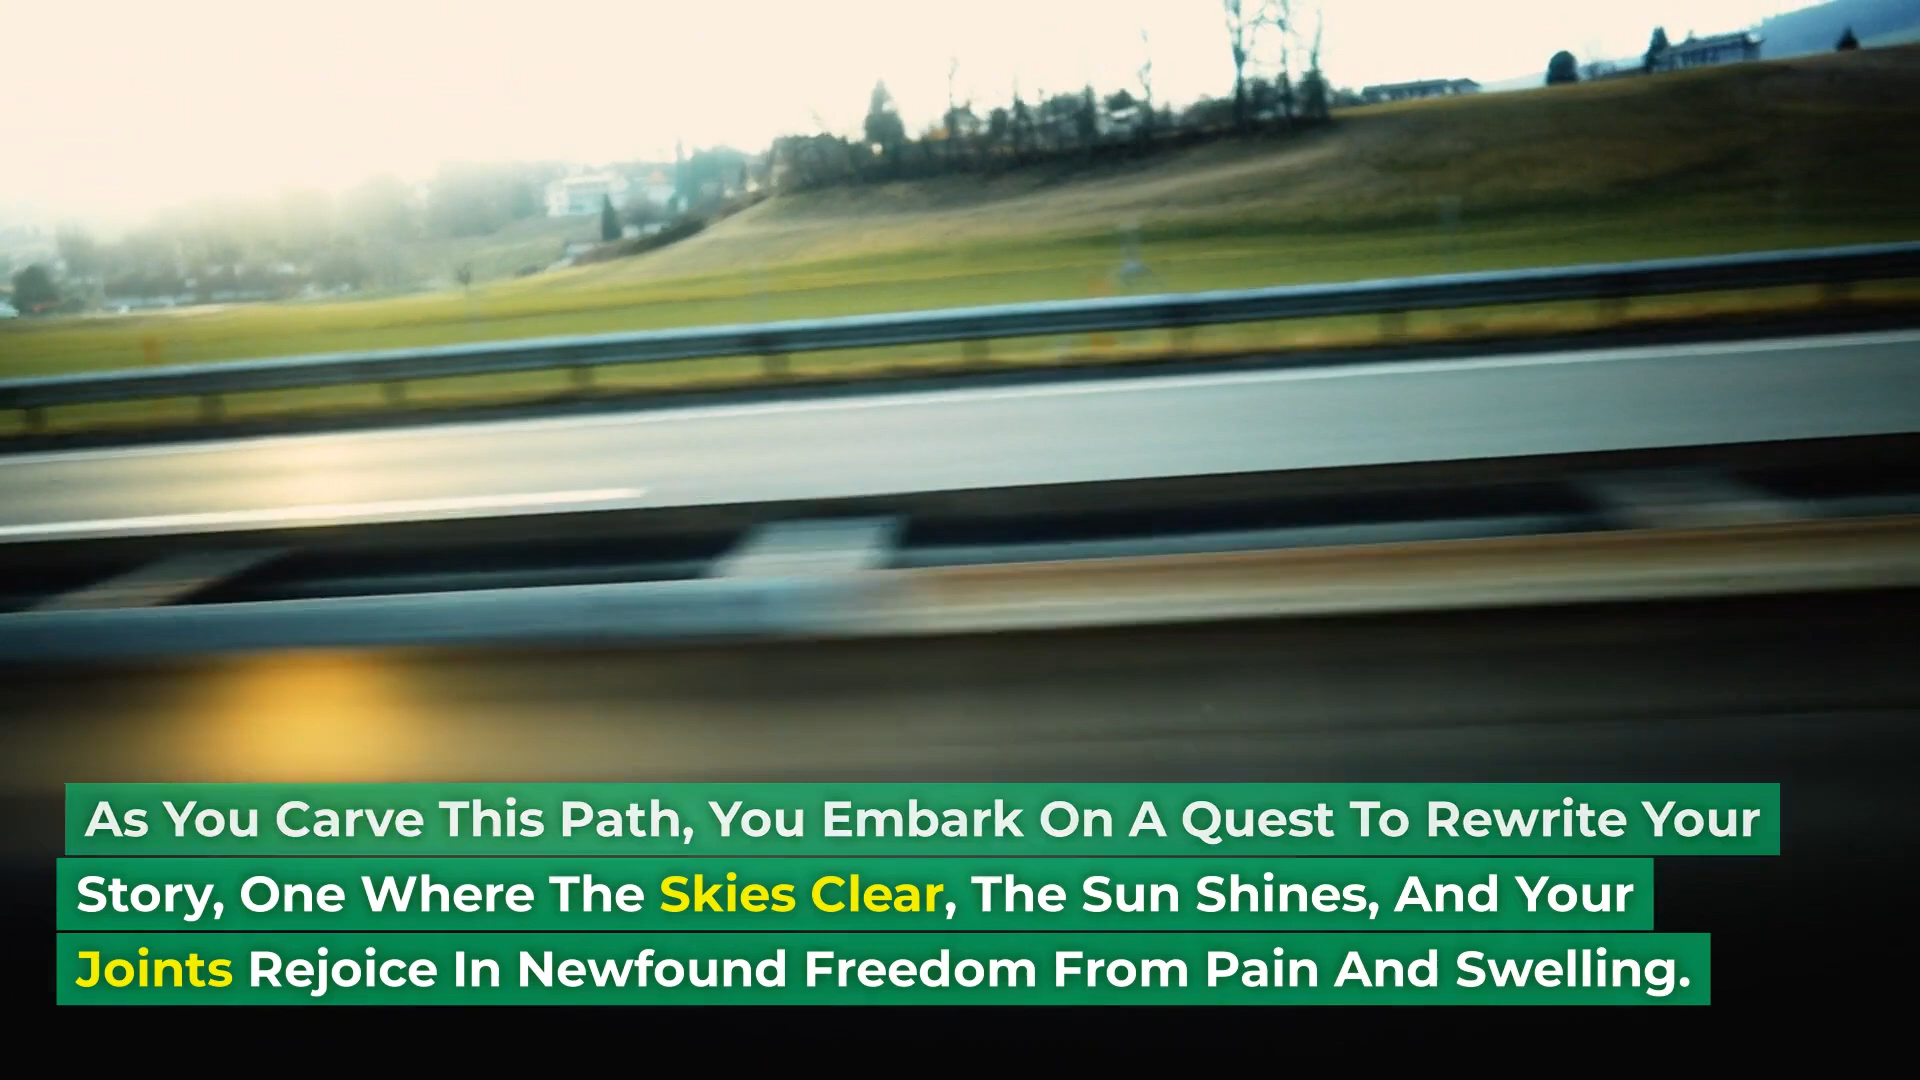 As You Carve This Path, You Embark On A Quest To Rewrite Your
Story, One Where The Skies Clear, The Sun Shines, And Your
Joints Rejoice In Newfound Freedom From Pain And Swelling.